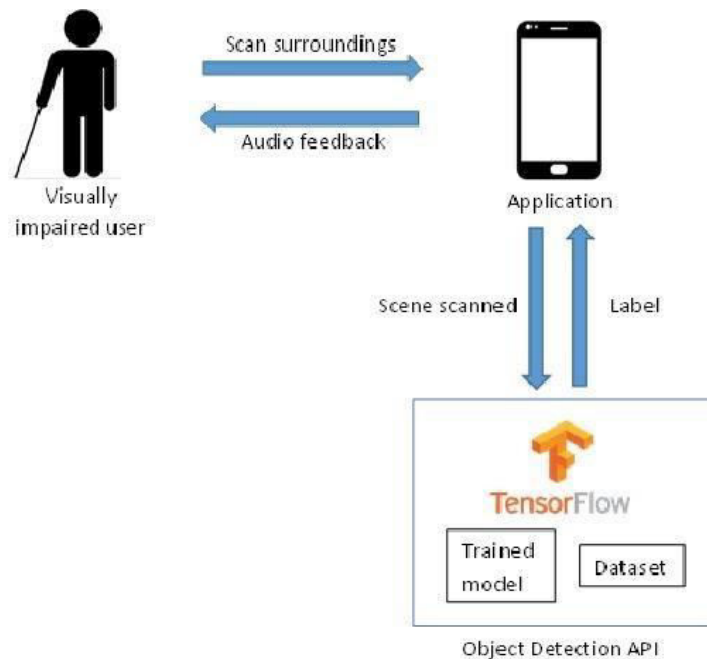 Scan surroundings
Audio feedback
Visually
impaired user
Application
Scene scanned
Label
TensorFlow
Trained
model
Dataset
Object Detection API